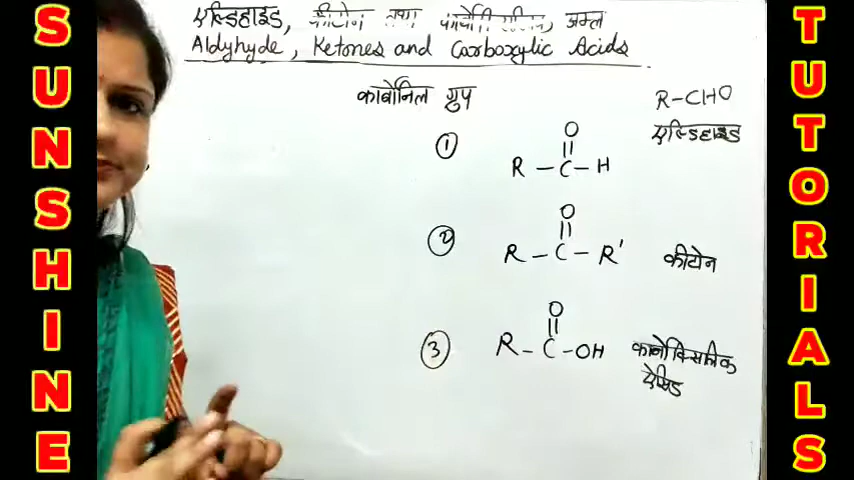 SUNSHINE
एल्डिहाइड, कीटोन तथा अम्ल
Aldyhyde, Ketones and Carboxylic Acids
कार्बोनिल ग्रुप
R-CHO
एल्डिहाइड
① O
R - C - H
② O
R - C - R' कीटोन
③ O
R - C - OH कार्बोक्सिलिक
ऐसिड
TUTORIALS